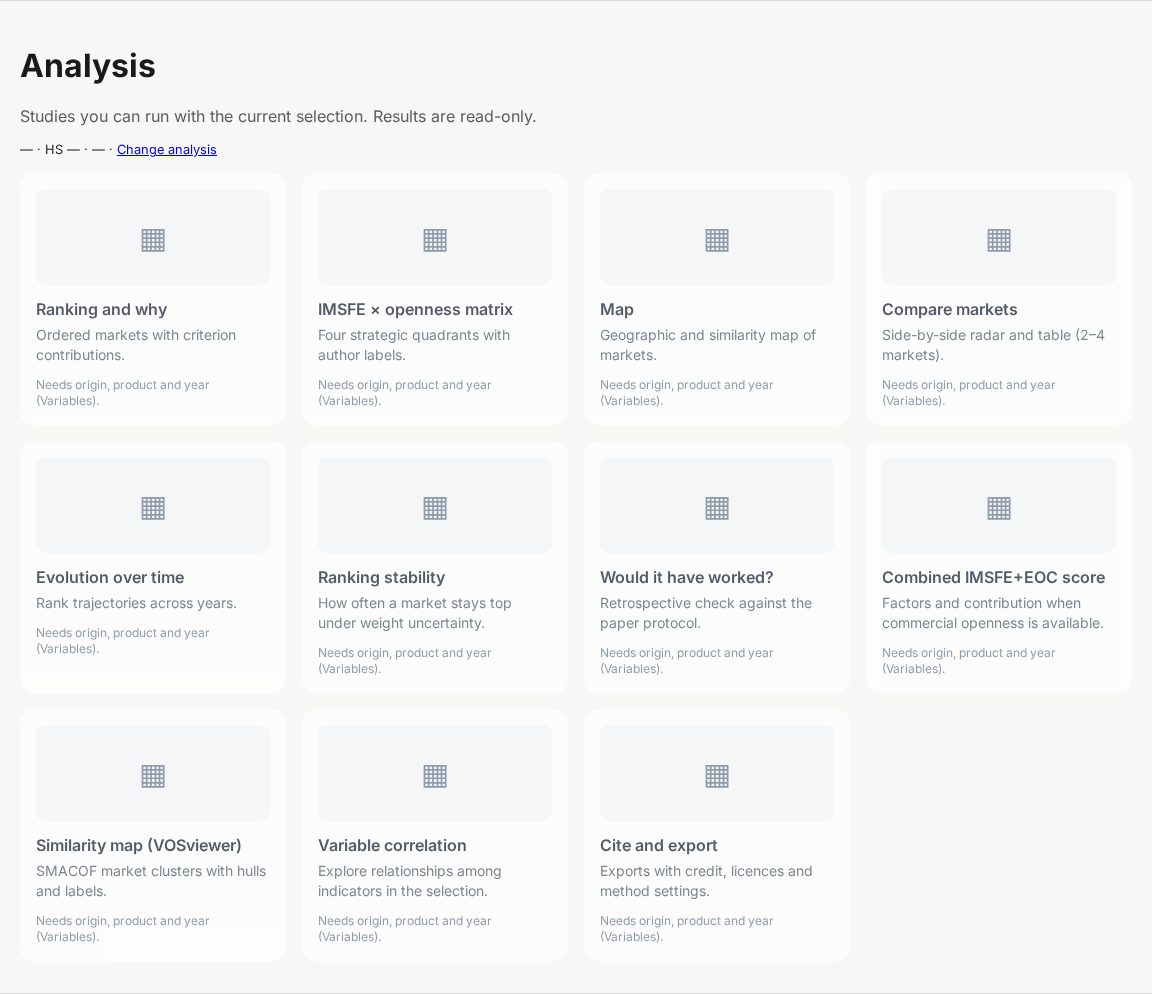 Analysis
Studies you can run with the current selection. Results are read-only.
— · HS — · — · Change analysis
Ranking and why
Ordered markets with criterion
contributions.
Needs origin, product and year
(Variables).
IMSFE × openness matrix
Four strategic quadrants with
author labels.
Needs origin, product and year
(Variables).
Map
Geographic and similarity map of
markets.
Needs origin, product and year
(Variables).
Compare markets
Side-by-side radar and table (2–4
markets).
Needs origin, product and year
(Variables).
Evolution over time
Rank trajectories across years.
Needs origin, product and year
(Variables).
Ranking stability
How often a market stays top
under weight uncertainty.
Needs origin, product and year
(Variables).
Would it have worked?
Retrospective check against the
paper protocol.
Needs origin, product and year
(Variables).
Combined IMSFE+EOC score
Factors and contribution when
commercial openness is available.
Needs origin, product and year
(Variables).
Similarity map (VOSviewer)
SMACOF market clusters with hulls
and labels.
Needs origin, product and year
(Variables).
Variable correlation
Explore relationships among
indicators in the selection.
Needs origin, product and year
(Variables).
Cite and export
Exports with credit, licences and
method settings.
Needs origin, product and year
(Variables).